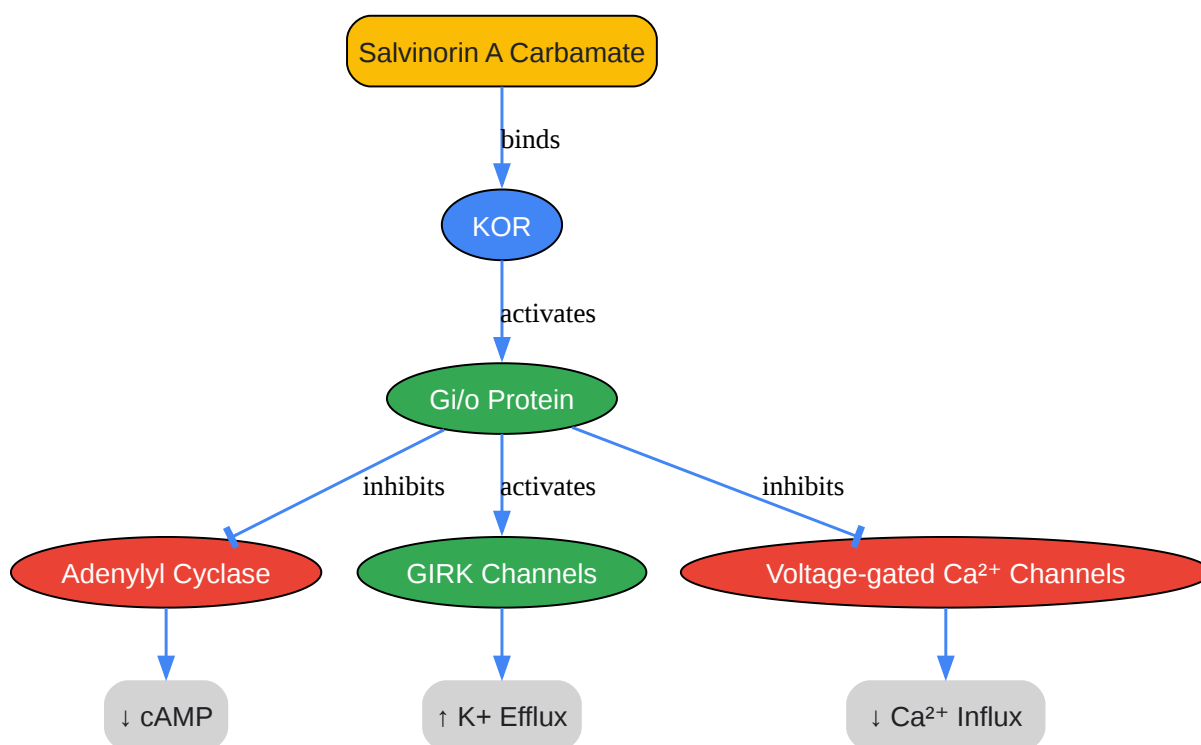 Salvinorin A Carbamate
binds
KOR
activates
Gi/o Protein
inhibits
activates
inhibits
Adenylyl Cyclase
GIRK Channels
Voltage-gated Ca²⁺ Channels
↓ cAMP
↑ K+ Efflux
↓ Ca²⁺ Influx